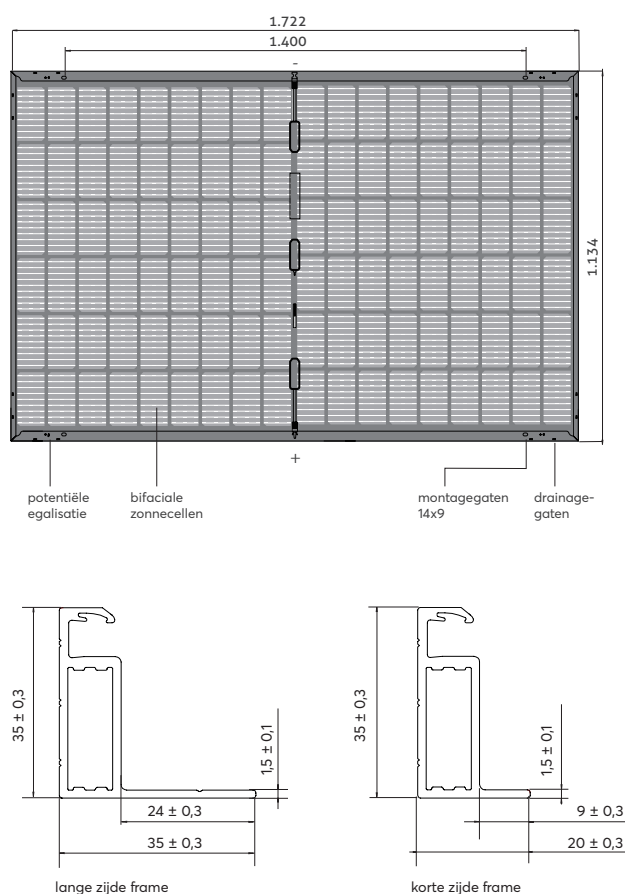 1.722
1.400
-
1.134
+
potentiële
egalisatie
bifaciale
zonnecellen
montagegaten
14x9
drainage-
gaten
35 ± 0,3
1,5 ± 0,1
24 ± 0,3
35 ± 0,3
lange zijde frame
35 ± 0,3
1,5 ± 0,1
9 ± 0,3
20 ± 0,3
korte zijde frame